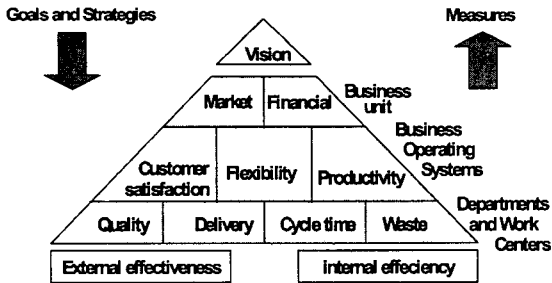 Goals and Strategies
Measures
Vision
Market
Financial
Business
unit
Business
Operating
Systems
Customer
satisfaction
Flexibility
Productivity
Quality
Delivery
Cycle time
Waste
Departments
and Work
Centers
External effectiveness
Internal effeciency